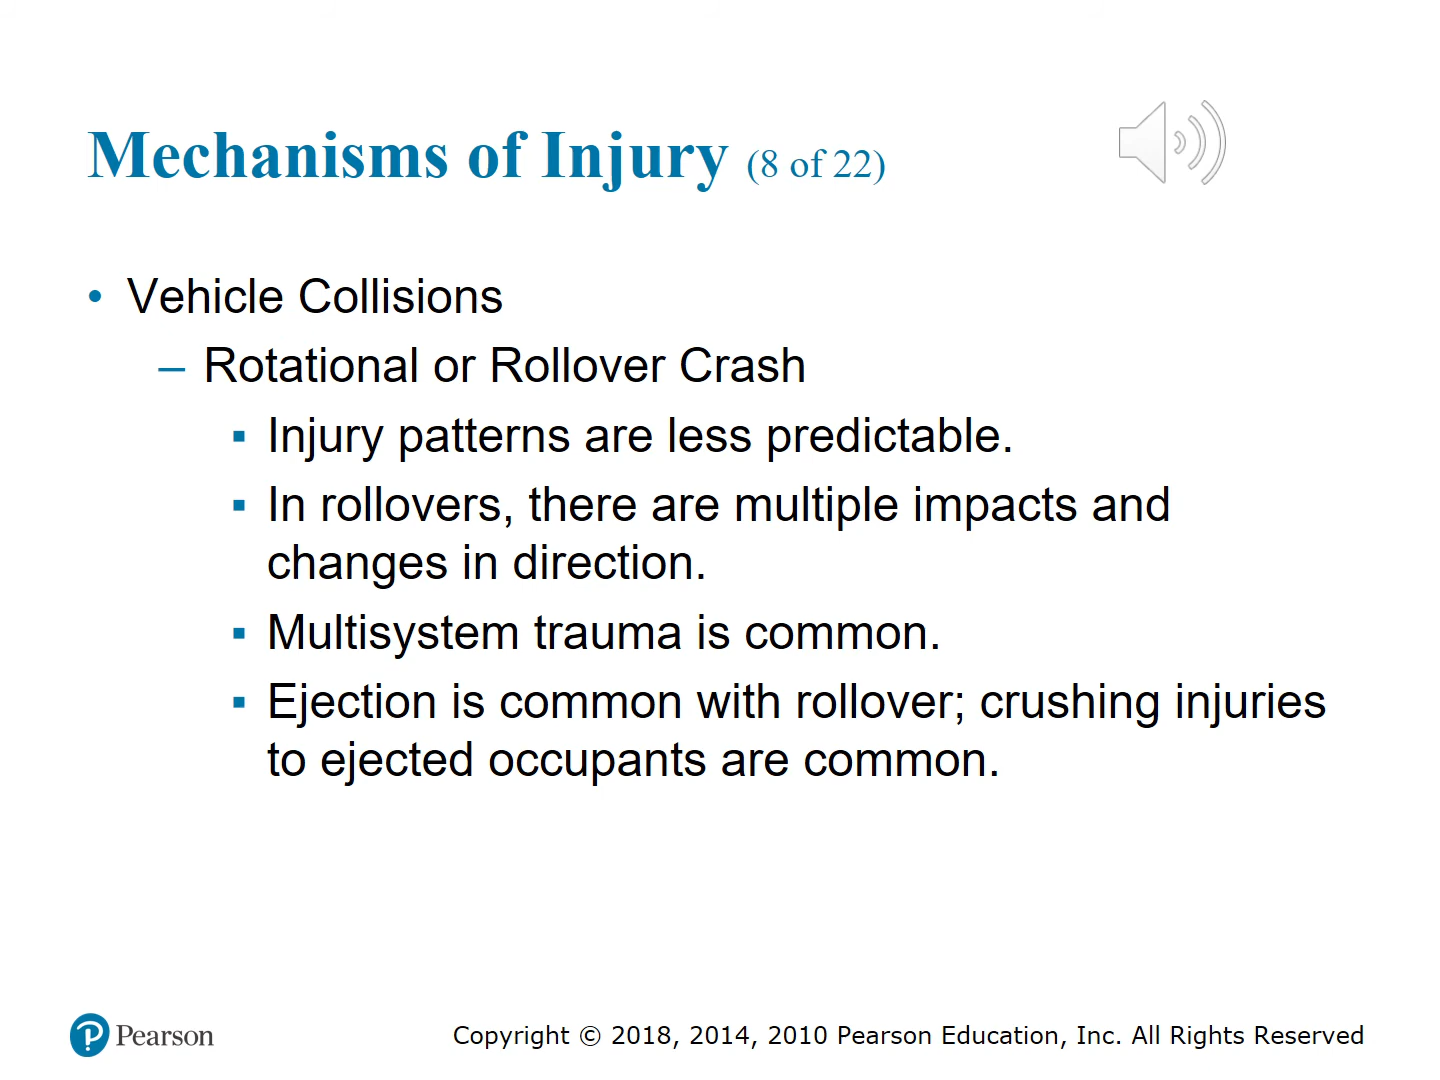 Mechanisms of Injury (8 of 22)
• Vehicle Collisions
– Rotational or Rollover Crash
▪ Injury patterns are less predictable.
▪ In rollovers, there are multiple impacts and
changes in direction.
▪ Multisystem trauma is common.
▪ Ejection is common with rollover; crushing injuries
to ejected occupants are common.
Pearson
Copyright © 2018, 2014, 2010 Pearson Education, Inc. All Rights Reserved